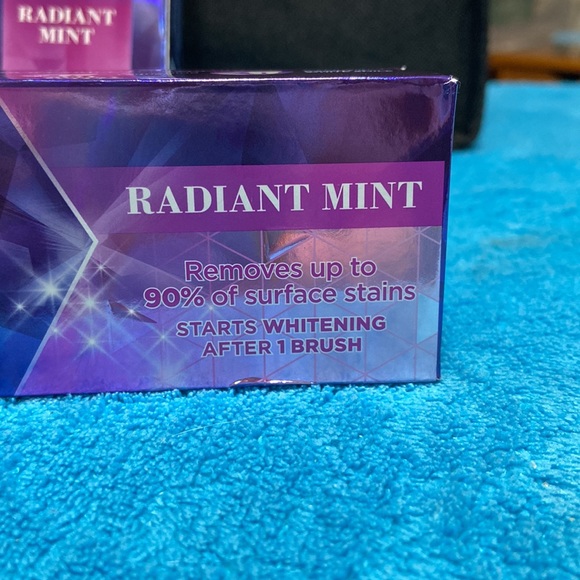 RADIANT
MINT
RADIANT MINT
Removes up to
90% of surface stains
STARTS WHITENING
AFTER 1 BRUSH